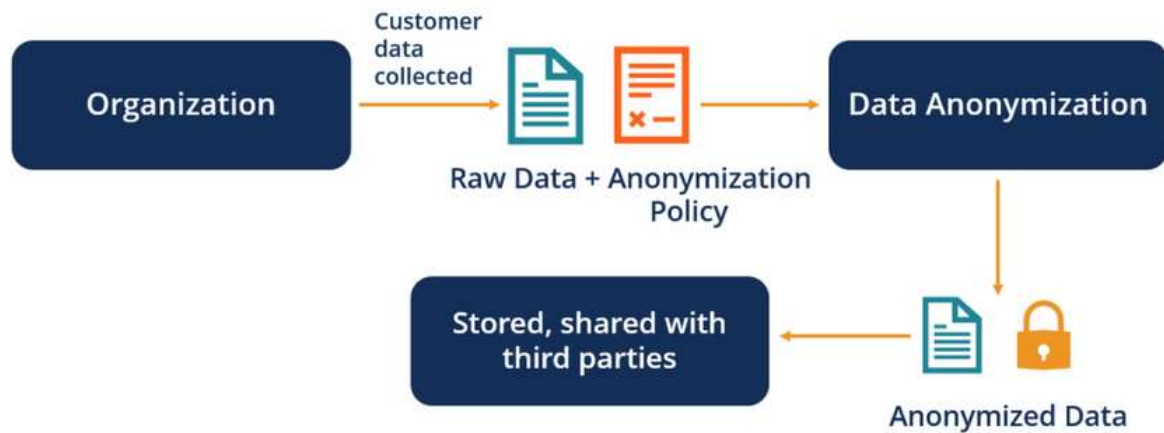 Customer
data
collected
Organization
Raw Data + Anonymization
Policy
Data Anonymization
Stored, shared with
third parties
Anonymized Data